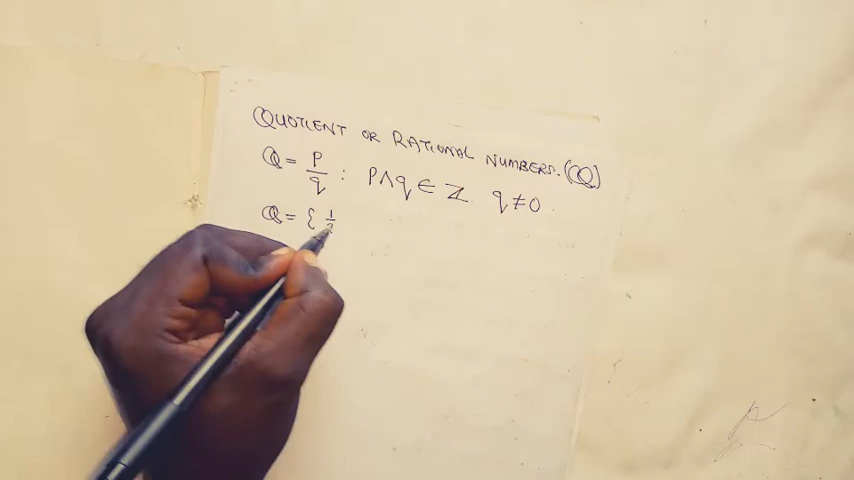 QUOTIENT OR RATIONAL NUMBERS. (ℚ)
ℚ = p/q : p∧q ∈ ℤ q≠0
ℚ = { 1/2